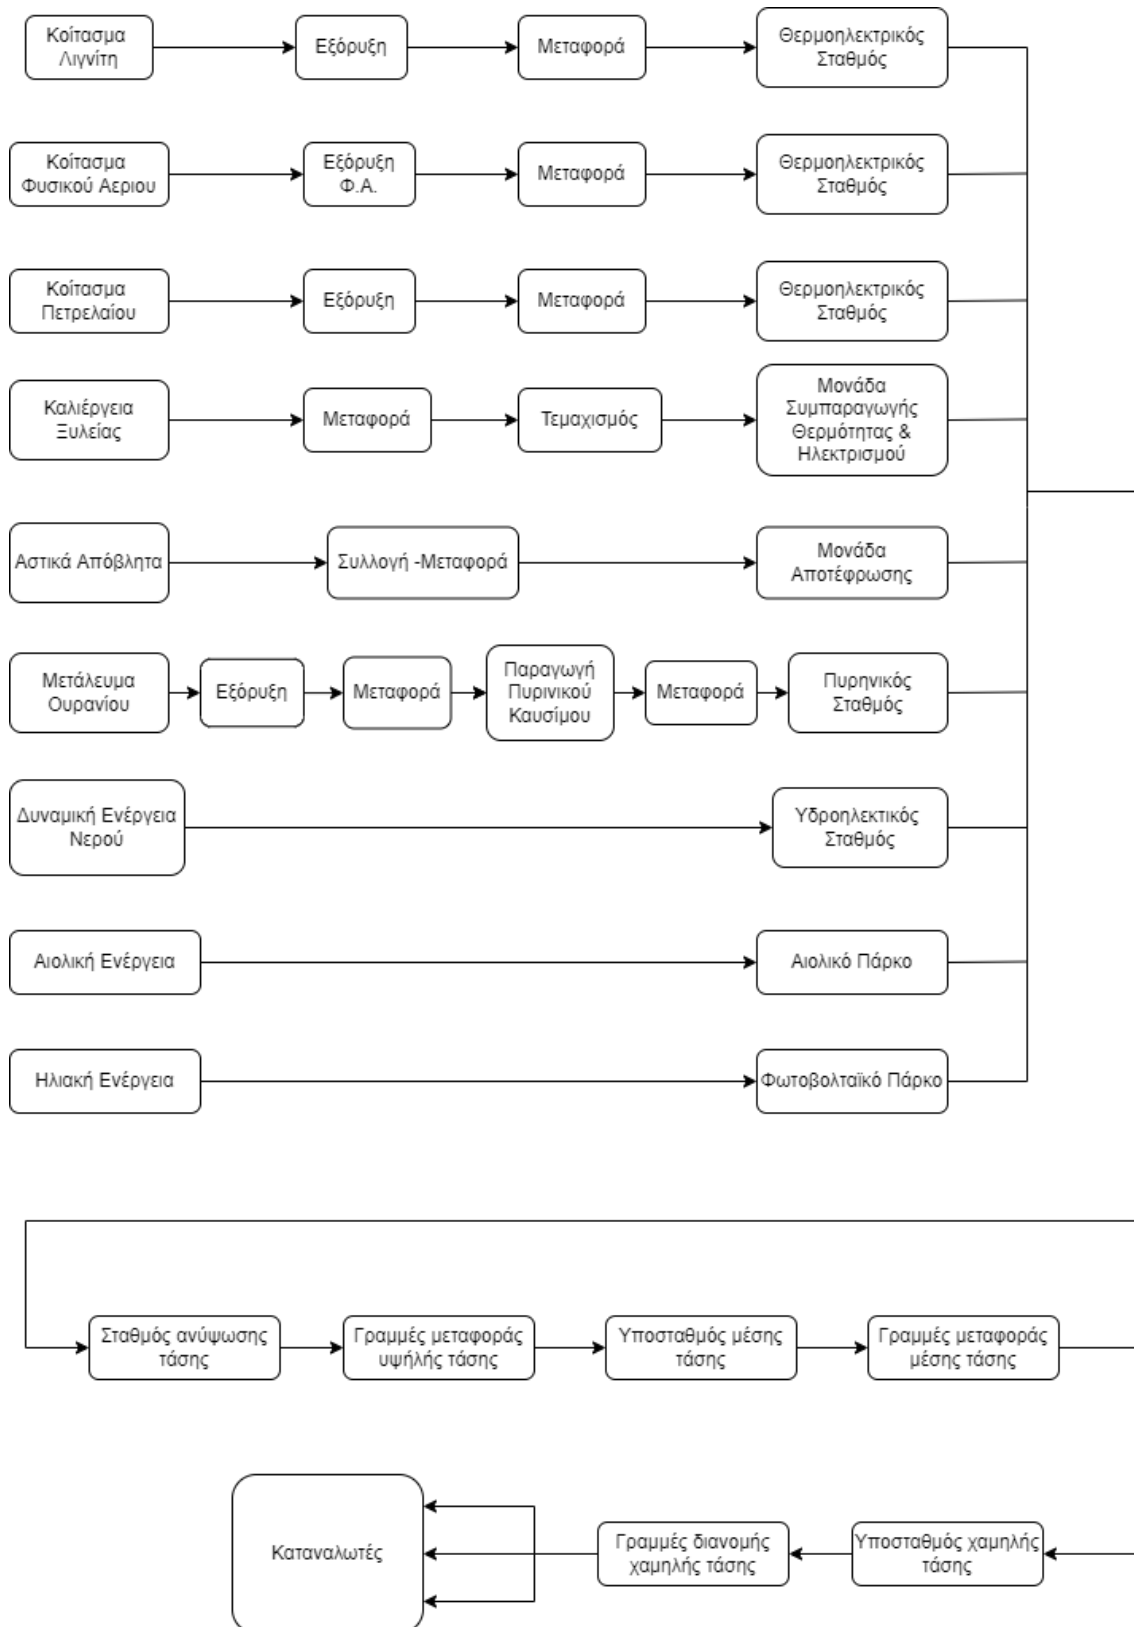 Κοίτασμα
Λιγνίτη
Εξόρυξη
Μεταφορά
Θερμοηλεκτρικός
Σταθμός
Κοίτασμα
Φυσικού Αεριου
Εξόρυξη
Φ.Α.
Μεταφορά
Θερμοηλεκτρικός
Σταθμός
Κοίτασμα
Πετρελαίου
Εξόρυξη
Μεταφορά
Θερμοηλεκτρικός
Σταθμός
Καλιέργεια
Ξυλείας
Μεταφορά
Τεμαχισμός
Μονάδα
Συμπαραγωγής
Θερμότητας &
Ηλεκτρισμού
Αστικά Απόβλητα
Συλλογή -Μεταφορά
Μονάδα
Αποτέφρωσης
Μετάλευμα
Ουρανίου
Εξόρυξη
Μεταφορά
Παραγωγή
Πυρινικού
Καυσίμου
Μεταφορά
Πυρηνικός
Σταθμός
Δυναμική Ενέργεια
Νερού
Υδροηλεκτικός
Σταθμός
Αιολική Ενέργεια
Αιολικό Πάρκο
Ηλιακή Ενέργεια
Φωτοβολταϊκό Πάρκο
Σταθμός ανύψωσης
τάσης
Γραμμές μεταφοράς
υψήλής τάσης
Υποσταθμός μέσης
τάσης
Γραμμές μεταφοράς
μέσης τάσης
Καταναλωτές
Γραμμές διανομής
χαμηλής τάσης
Υποσταθμός χαμηλής
τάσης